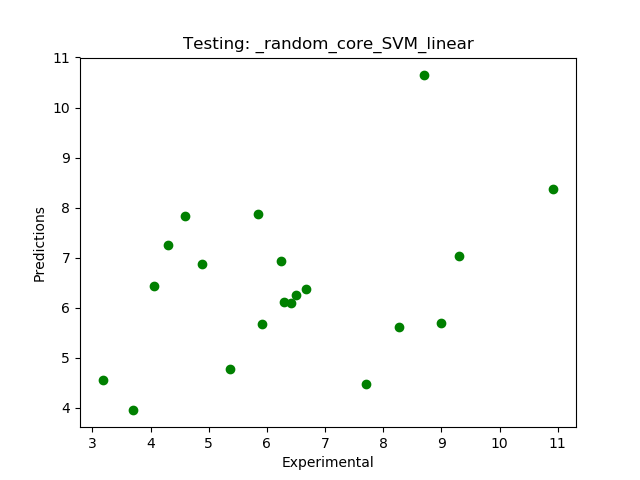 Testing: _random_core_SVM_linear
11
10
9
8
7
6
5
4
Predictions
3 4 5 6 7 8 9 10 11
Experimental